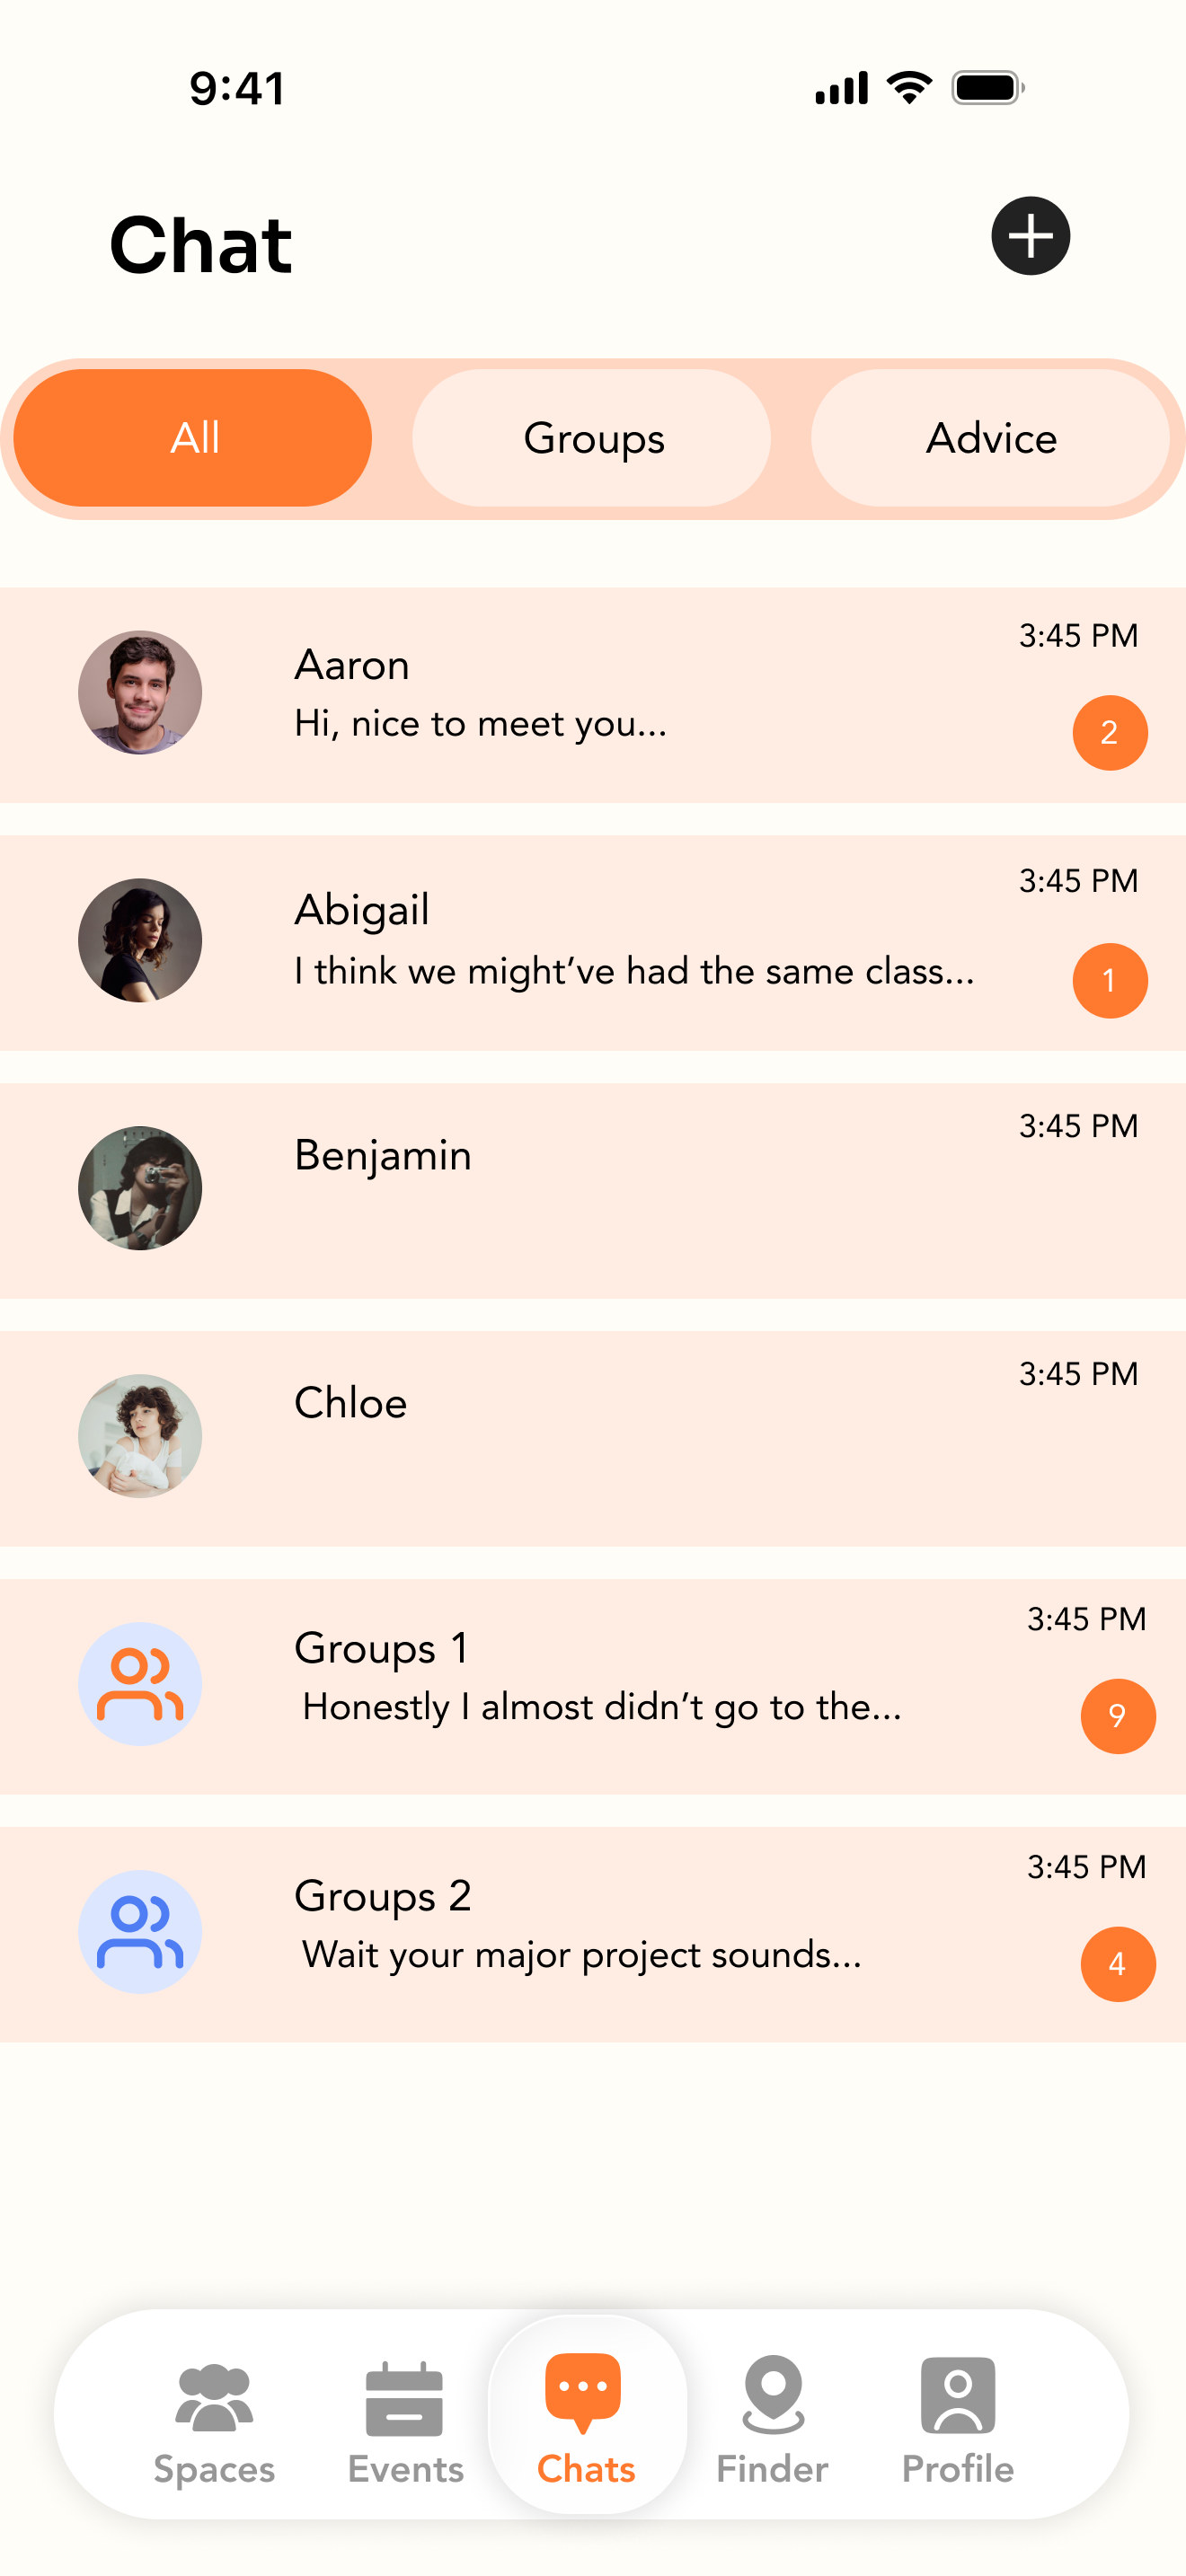 9:41
Chat
All Groups Advice
Aaron 3:45 PM
Hi, nice to meet you... 2
Abigail 3:45 PM
I think we might’ve had the same class... 1
Benjamin 3:45 PM
Chloe 3:45 PM
Groups 1 3:45 PM
Honestly I almost didn’t go to the... 9
Groups 2 3:45 PM
Wait your major project sounds... 4
Spaces Events Chats Finder Profile